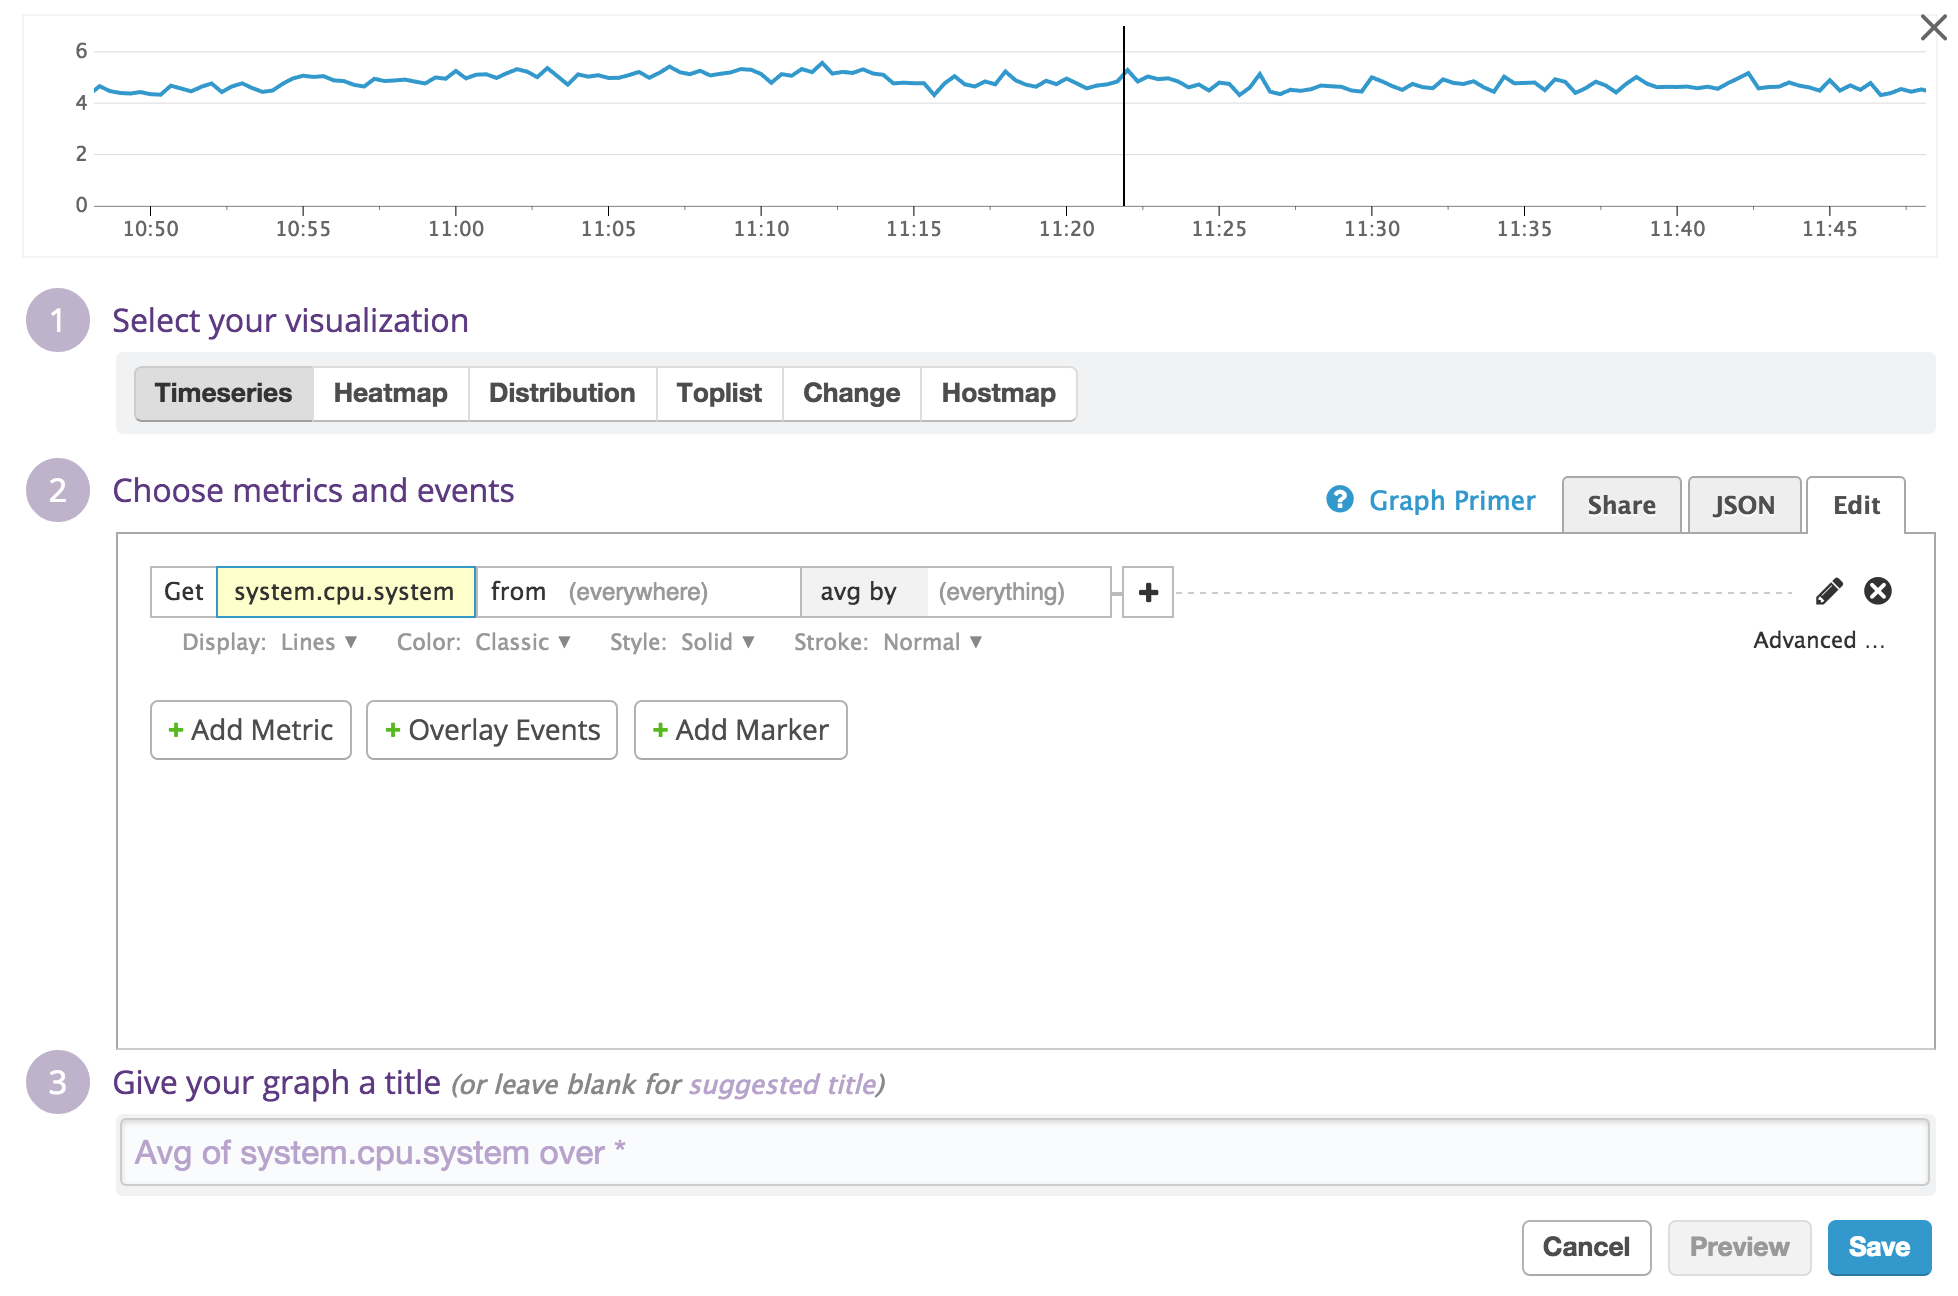 6
4
2
0
10:50 10:55 11:00 11:05 11:10 11:15 11:20 11:25 11:30 11:35 11:40 11:45
1 Select your visualization
Timeseries Heatmap Distribution Toplist Change Hostmap
2 Choose metrics and events
? Graph Primer Share JSON Edit
Get system.cpu.system from (everywhere) avg by (everything) +
Display: Lines ▼ Color: Classic ▼ Style: Solid ▼ Stroke: Normal ▼ Advanced ...
+ Add Metric + Overlay Events + Add Marker
3 Give your graph a title (or leave blank for suggested title)
Avg of system.cpu.system over *
Cancel Preview Save